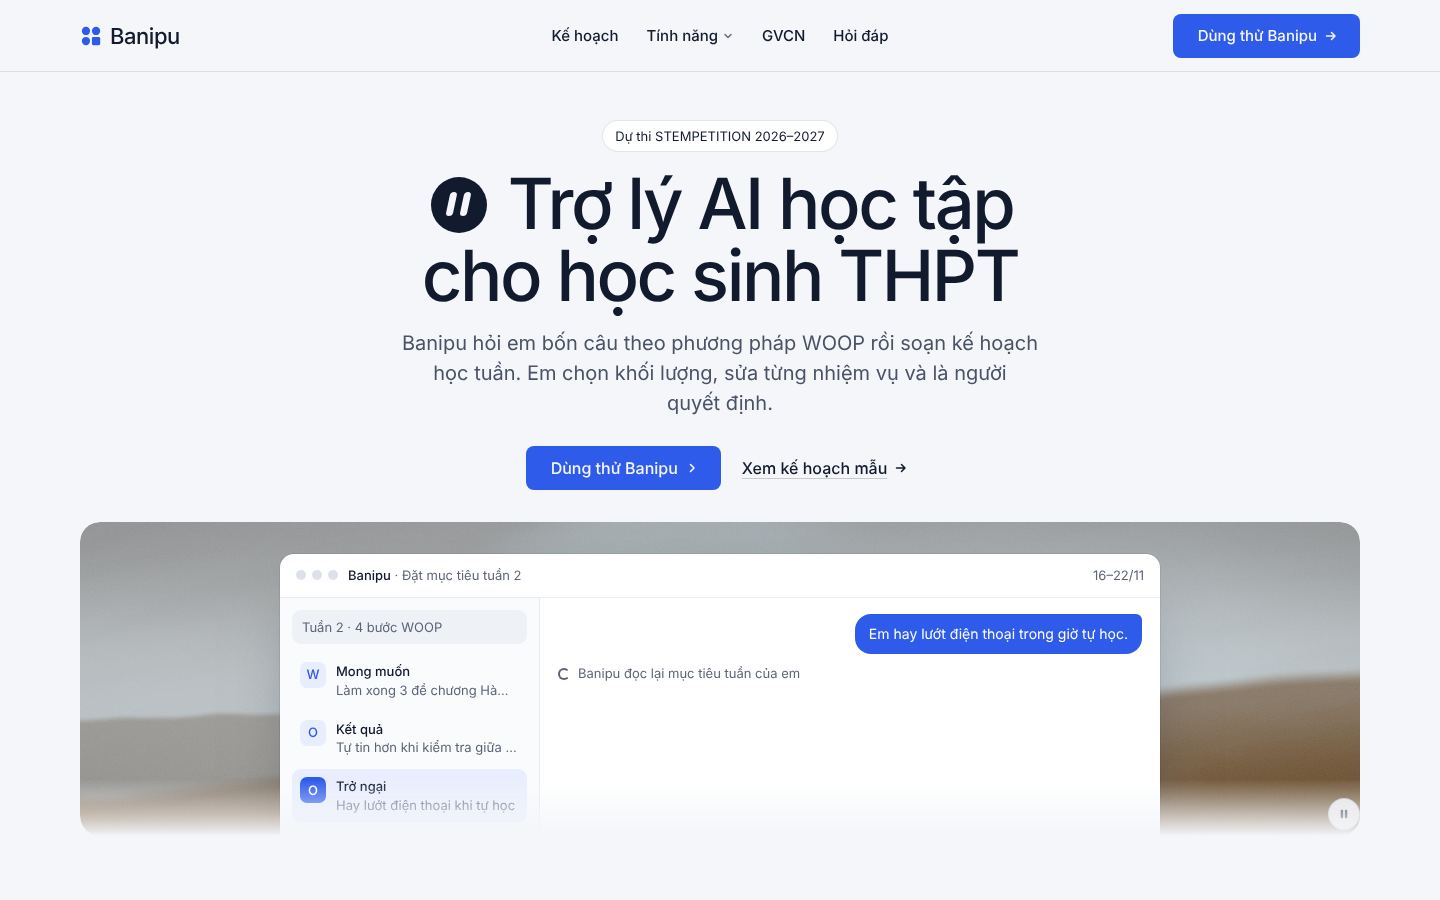 Banipu
Kế hoạch
Tính năng
GVCN
Hỏi đáp
Dùng thử Banipu →
Dự thi STEMPETITION 2026–2027
Trợ lý AI học tập
cho học sinh THPT
Banipu hỏi em bốn câu theo phương pháp WOOP rồi soạn kế hoạch
học tuần. Em chọn khối lượng, sửa từng nhiệm vụ và là người
quyết định.
Dùng thử Banipu
Xem kế hoạch mẫu →
Banipu · Đặt mục tiêu tuần 2
16–22/11
Tuần 2 · 4 bước WOOP
W
Mong muốn
Làm xong 3 đề chương Hà...
O
Kết quả
Tự tin hơn khi kiểm tra giữa ...
O
Trở ngại
Hay lướt điện thoại khi tự học
Em hay lướt điện thoại trong giờ tự học.
Banipu đọc lại mục tiêu tuần của em